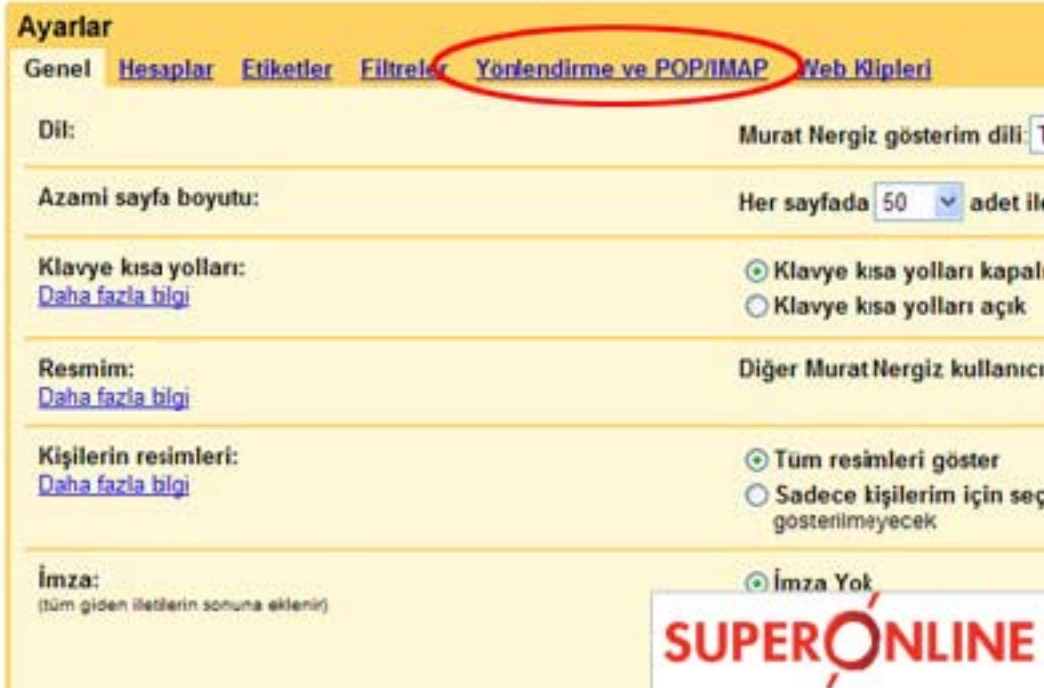 Ayarlar
Genel Hesaplar Etiketler Filtreler Yönlendirme ve POP/IMAP Web Klipleri
Dil: Murat Nergiz gösterim dili:
Azami sayfa boyutu: Her sayfada 50 adet
Klavye kısa yolları: Klavye kısa yolları kapalı
Daha fazla bilgi Klavye kısa yolları açık
Resmim: Diğer Murat Nergiz
Daha fazla bilgi
Kişilerin resimleri: Tüm resimleri göster
Daha fazla bilgi Sadece kişilerim için
gösterilmeyecek
İmza: İmza Yok
(tüm giden iletilerin sonuna eklenir)
SUPERONLINE